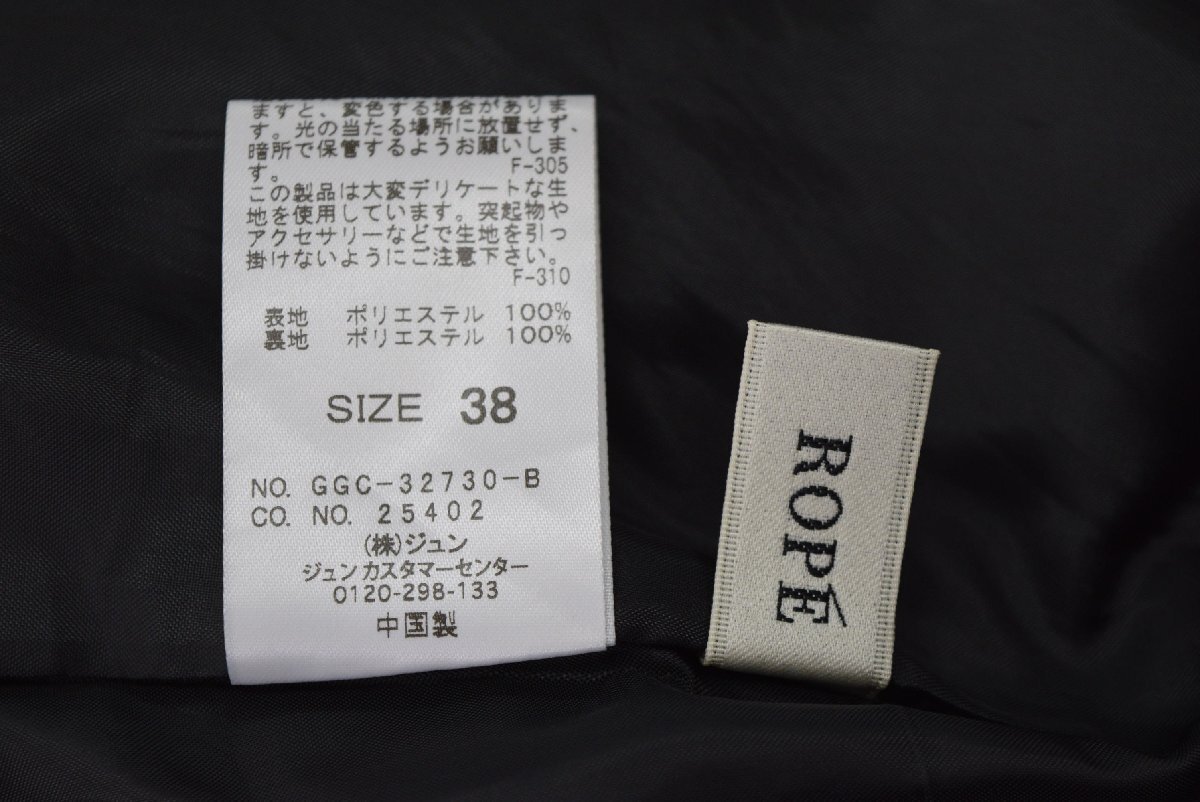 ますと、変色する場合がありま
す。光の当たる場所に放置せず、
暗所で保管するようお願いしま
す。
F-305
この製品は大変デリケートな生
地を使用しています。突起物や
アクセサリーなどで生地を引っ
掛けないようにご注意下さい。
F-310
表地 ポリエステル 100%
裏地 ポリエステル 100%
SIZE 38
NO. GGC-32730-B
CO. NO. 25402
(株)ジュン
ジュンカスタマーセンター
0120-298-133
中国製
ROPÉ